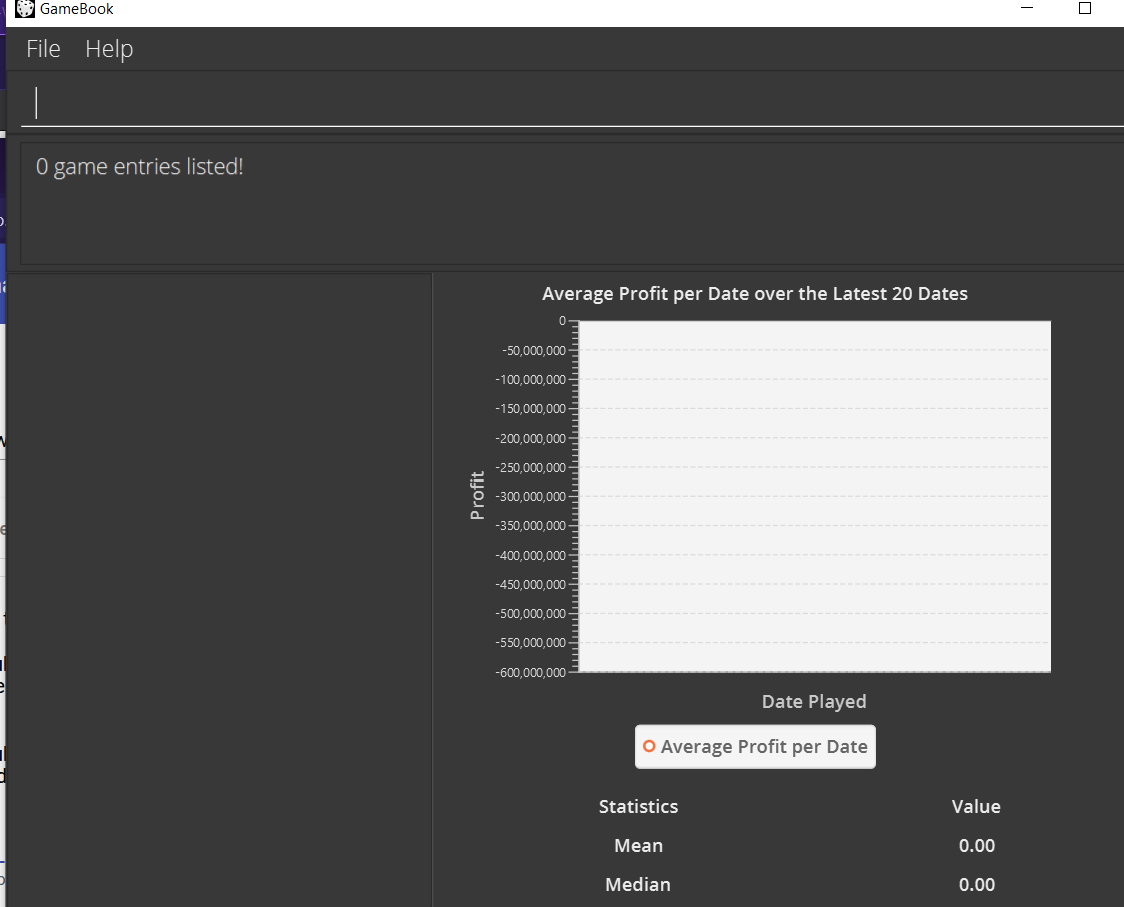 GameBook
File Help
0 game entries listed!
Average Profit per Date over the Latest 20 Dates
0
-50,000,000
-100,000,000
-150,000,000
-200,000,000
-250,000,000
-300,000,000
-350,000,000
-400,000,000
-450,000,000
-500,000,000
-550,000,000
-600,000,000
Profit
Date Played
Average Profit per Date
Statistics Value
Mean 0.00
Median 0.00